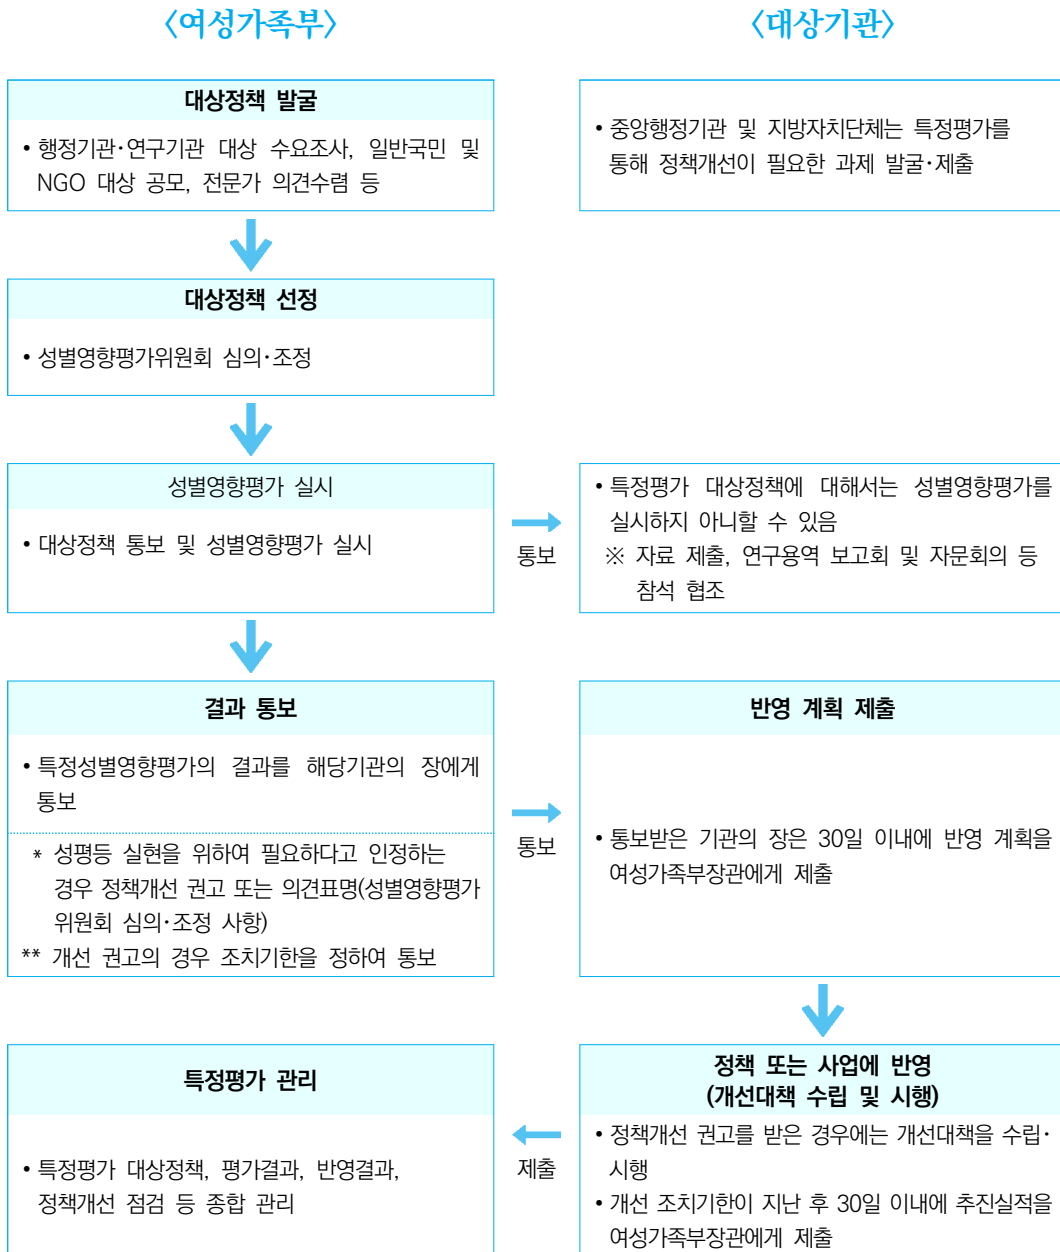 〈여성가족부〉
〈대상기관〉
대상정책 발굴
• 행정기관·연구기관 대상 수요조사, 일반국민 및
NGO 대상 공모, 전문가 의견수렴 등
• 중앙행정기관 및 지방자치단체는 특정평가를
통해 정책개선이 필요한 과제 발굴·제출
대상정책 선정
• 성별영향평가위원회 심의·조정
성별영향평가 실시
• 대상정책 통보 및 성별영향평가 실시
통보
• 특정평가 대상정책에 대해서는 성별영향평가를
실시하지 아니할 수 있음
※ 자료 제출, 연구용역 보고회 및 자문회의 등
참석 협조
결과 통보
• 특정성별영향평가의 결과를 해당기관의 장에게
통보
* 성평등 실현을 위하여 필요하다고 인정하는
경우 정책개선 권고 또는 의견표명(성별영향평가
위원회 심의·조정 사항)
** 개선 권고의 경우 조치기한을 정하여 통보
통보
반영 계획 제출
• 통보받은 기관의 장은 30일 이내에 반영 계획을
여성가족부장관에게 제출
특정평가 관리
• 특정평가 대상정책, 평가결과, 반영결과,
정책개선 점검 등 종합 관리
제출
정책 또는 사업에 반영
(개선대책 수립 및 시행)
• 정책개선 권고를 받은 경우에는 개선대책을 수립·
시행
• 개선 조치기한이 지난 후 30일 이내에 추진실적을
여성가족부장관에게 제출